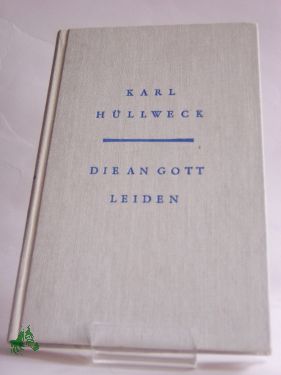 KARL
HÜLLWECK
DIE AN GOTT
LEIDEN